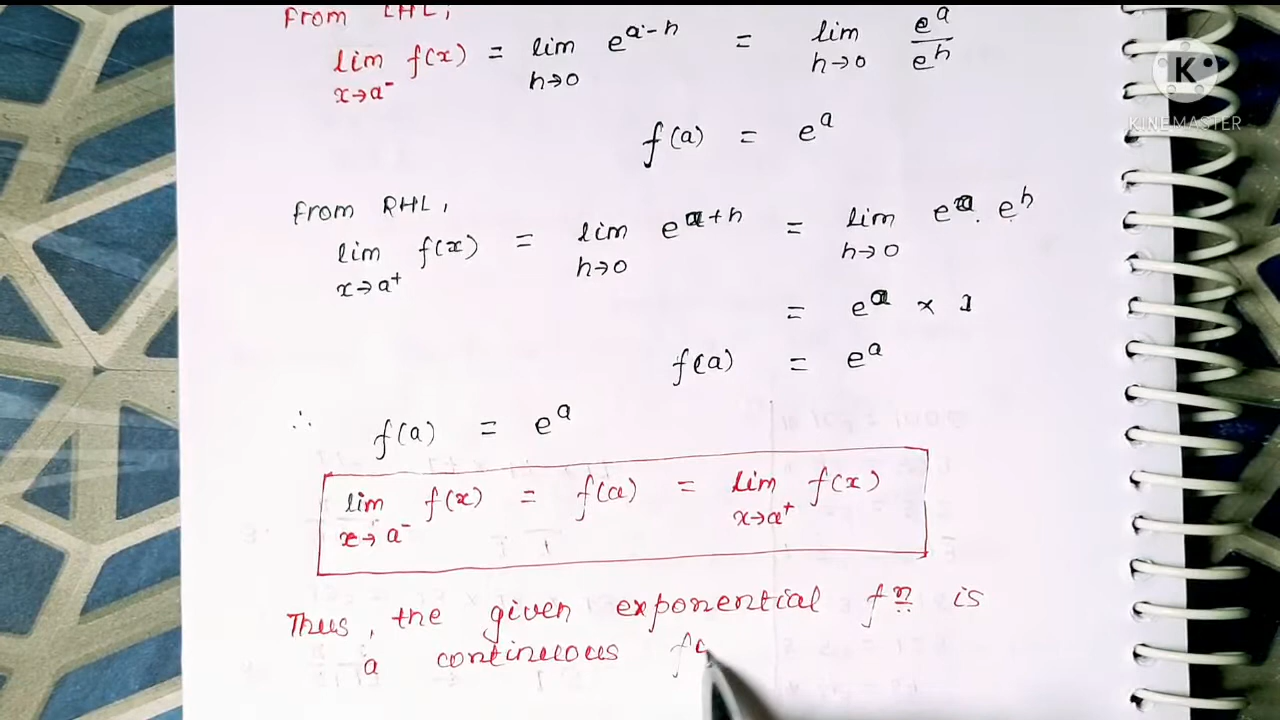 From LHL,
lim x→a⁻ f(x) = lim h→0 e^(a-h) = lim h→0 e^a/e^h
f(a) = e^a
From RHL,
lim x→a⁺ f(x) = lim h→0 e^(a+h) = lim h→0 e^a . e^h
= e^a × 1
f(a) = e^a
∴ f(a) = e^a
lim x→a⁻ f(x) = f(a) = lim x→a⁺ f(x)
Thus, the given exponential fn is
a continuous
K
KINEMASTER